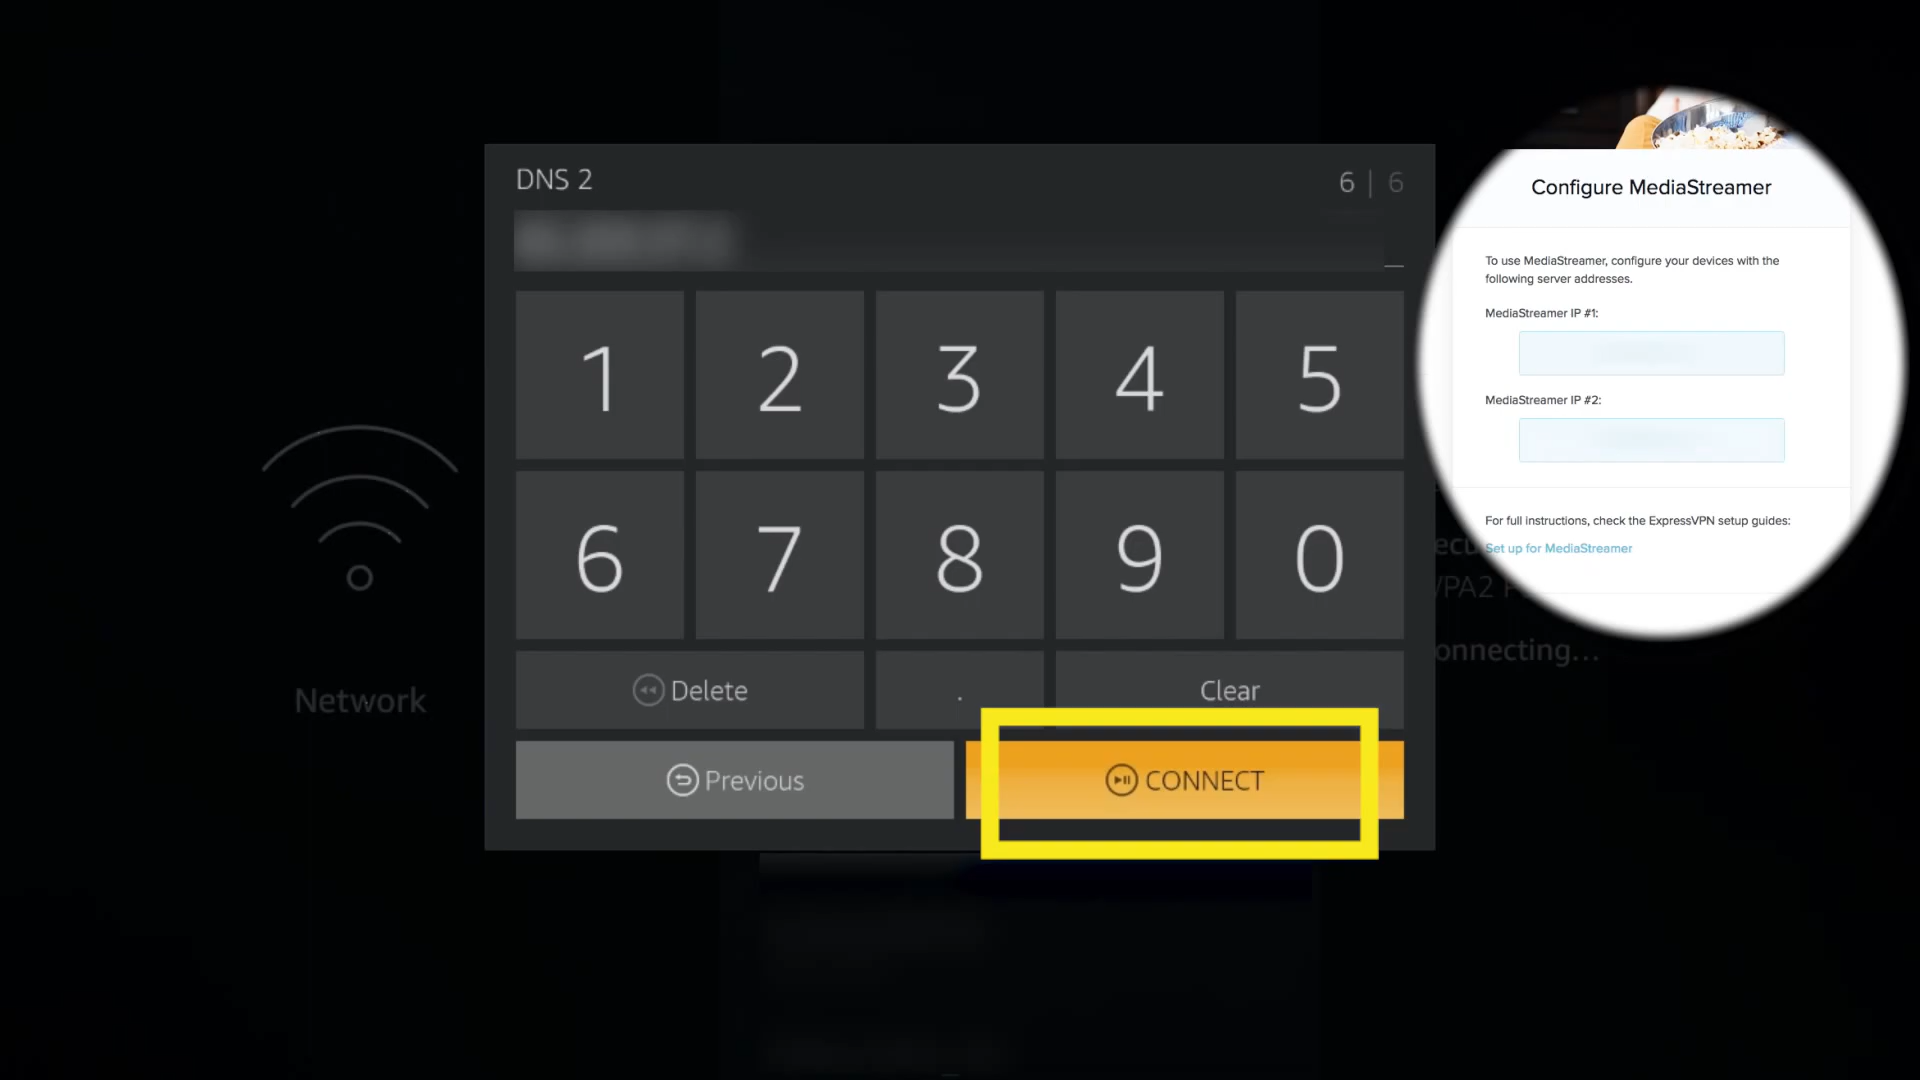 DNS 2
6 | 6
1 2 3 4 5
6 7 8 9 0
Delete . Clear
Previous CONNECT
Network
Configure MediaStreamer
To use MediaStreamer, configure your devices with the
following server addresses.
MediaStreamer IP #1:
MediaStreamer IP #2:
For full instructions, check the ExpressVPN setup guides:
Set up for MediaStreamer
WPA2
onnecting...